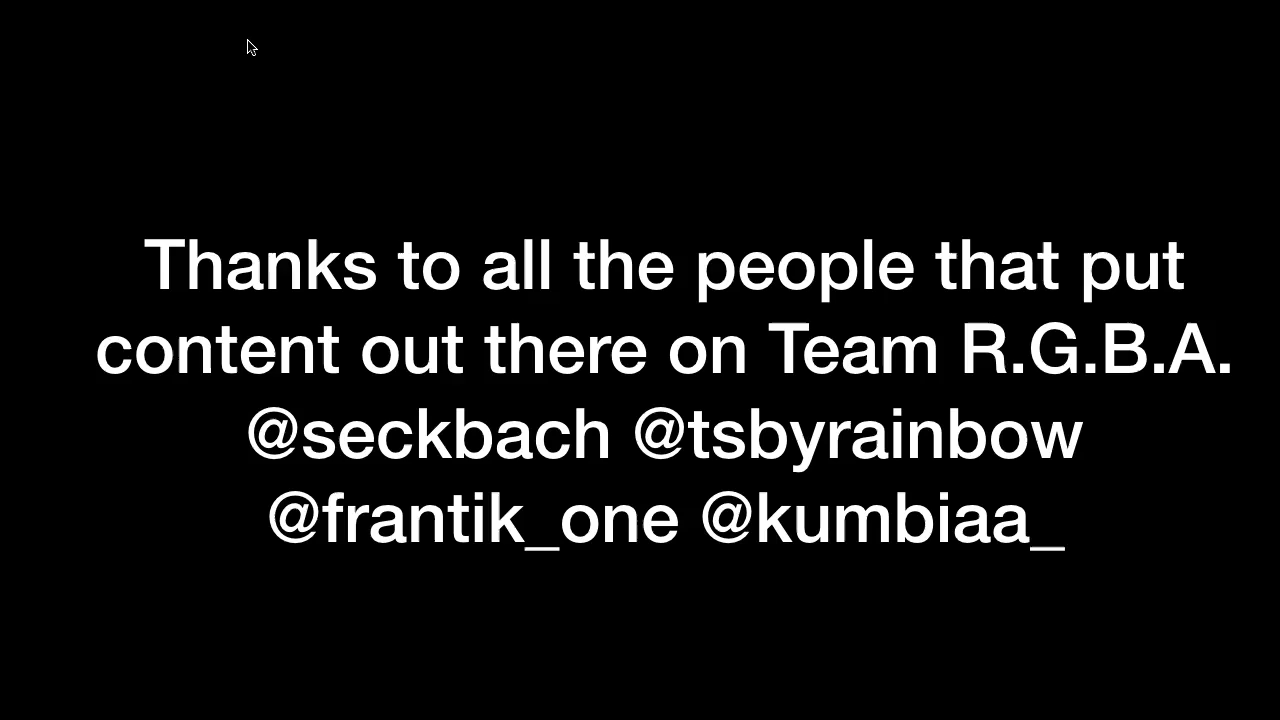 Thanks to all the people that put
content out there on Team R.G.B.A.
@seckbach @tsbyrainbow
@frantik_one @kumbiaa_